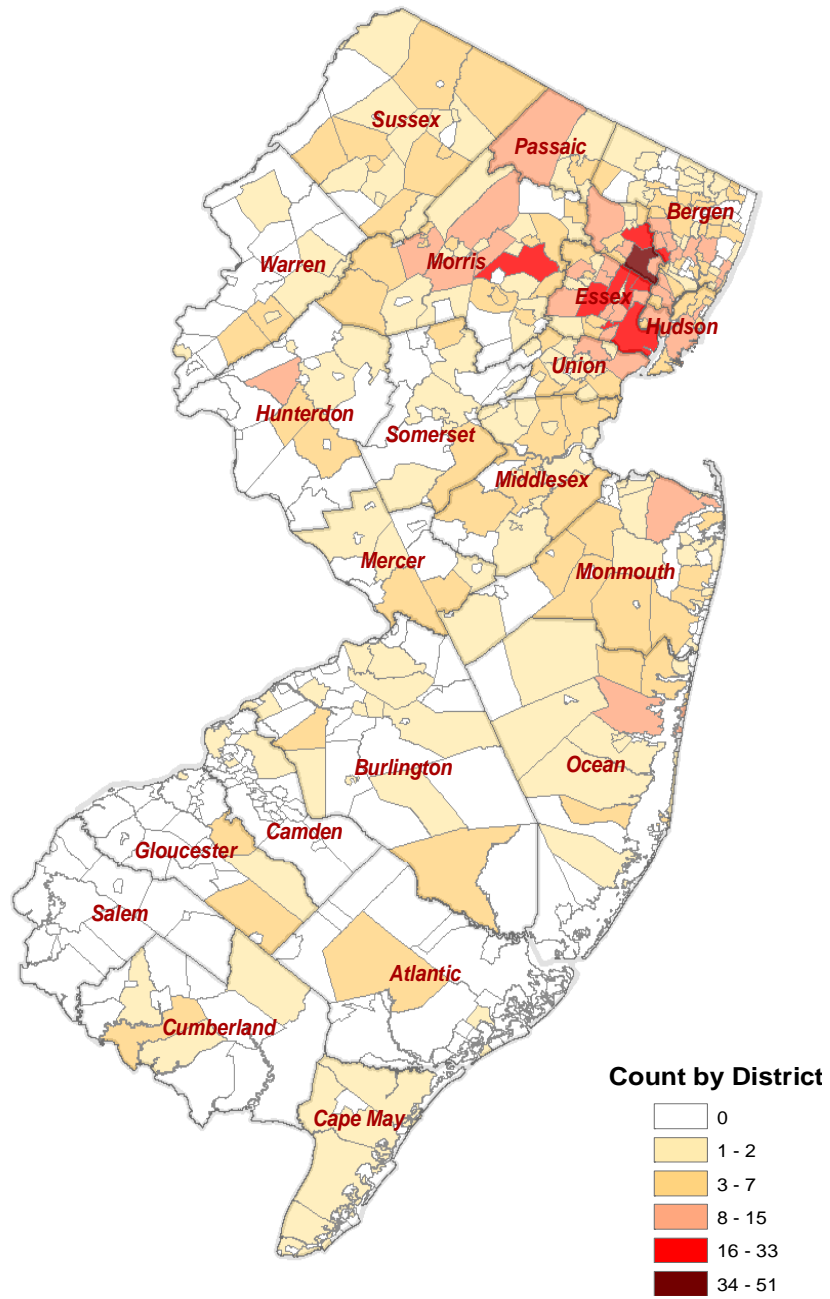 Sussex
Passaic
Bergen
Warren
Morris
Essex
Hudson
Union
Hunterdon
Somerset
Middlesex
Mercer
Monmouth
Burlington
Ocean
Camden
Gloucester
Salem
Atlantic
Cumberland
Cape May
Count by District
0
1 - 2
3 - 7
8 - 15
16 - 33
34 - 51